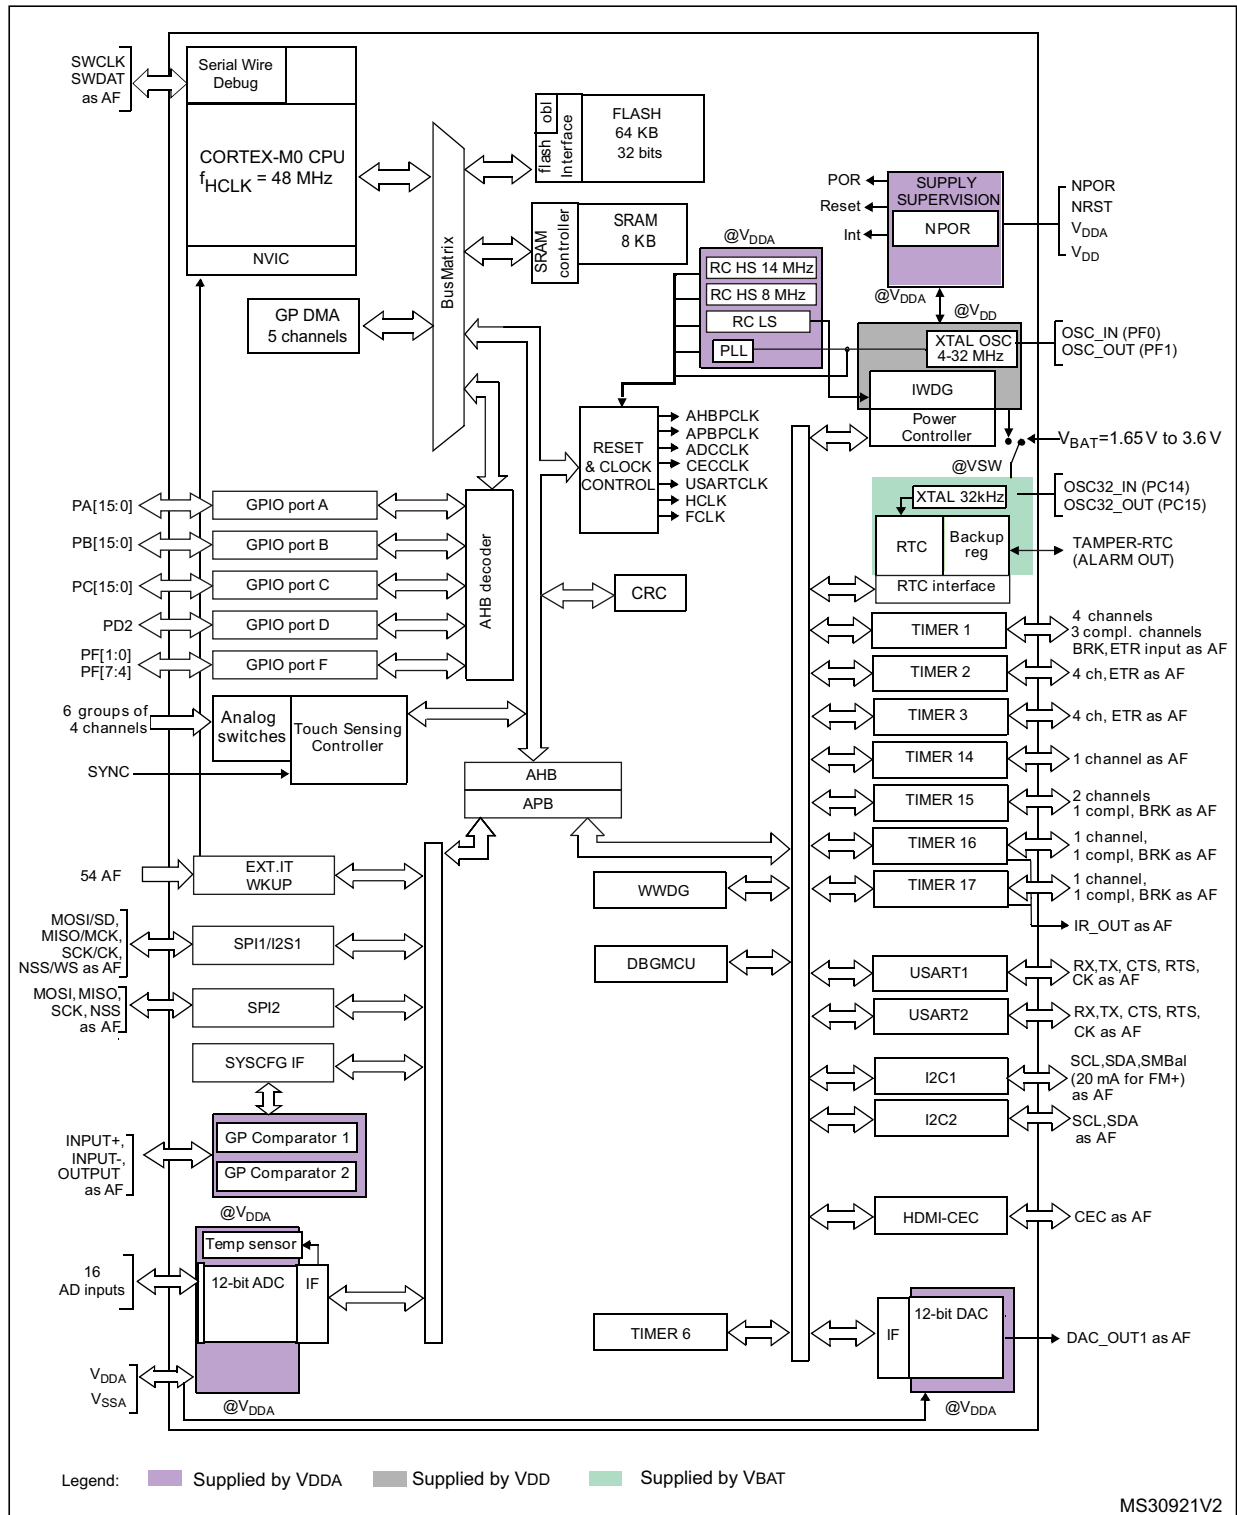 SWCLK
SWDAT
as AF
Serial Wire
Debug
CORTEX-M0 CPU
fHCLK = 48 MHz
NVIC
GP DMA
5 channels
BusMatrix
flash
obl
Interface
FLASH
64 KB
32 bits
SRAM
controller
SRAM
8 KB
@VDDA
RC HS 14 MHz
RC HS 8 MHz
RC LS
PLL
POR
Reset
Int
SUPPLY
SUPERVISION
NPOR
NPOR
NRST
VDDA
VDD
@VDDA
@VDD
XTAL OSC
4-32 MHz
OSC_IN (PF0)
OSC_OUT (PF1)
IWDG
Power
Controller
VBAT=1.65 V to 3.6 V
@VSW
RESET
& CLOCK
CONTROL
AHBPCLK
APBPCLK
ADCCLK
CECCLK
USARTCLK
HCLK
FCLK
XTAL 32kHz
OSC32_IN (PC14)
OSC32_OUT (PC15)
RTC
Backup
reg
TAMPER-RTC
(ALARM OUT)
RTC interface
PA[15:0]
GPIO port A
PB[15:0]
GPIO port B
PC[15:0]
GPIO port C
PD2
GPIO port D
PF[1:0]
PF[7:4]
GPIO port F
AHB decoder
CRC
6 groups of
4 channels
Analog
switches
Touch Sensing
Controller
SYNC
AHB
APB
TIMER 1
4 channels
3 compl. channels
BRK,ETR input as AF
TIMER 2
4 ch,ETR as AF
TIMER 3
4 ch, ETR as AF
TIMER 14
1 channel as AF
TIMER 15
2 channels
1 compl, BRK as AF
TIMER 16
1 channel,
1 compl, BRK as AF
TIMER 17
1 channel,
1 compl, BRK as AF
IR_OUT as AF
54 AF
EXT.IT
WKUP
WWDG
MOSI/SD,
MISO/MCK,
SCK/CK,
NSS/WS as AF
SPI1/I2S1
DBGMCU
USART1
RX,TX, CTS, RTS,
CK as AF
MOSI, MISO,
SCK, NSS
as AF
SPI2
USART2
RX,TX, CTS, RTS,
CK as AF
SYSCFG IF
I2C1
SCL,SDA,SMBal
(20 mA for FM+)
as AF
INPUT+,
INPUT-,
OUTPUT
as AF
GP Comparator 1
GP Comparator 2
@VDDA
I2C2
SCL,SDA
as AF
HDMI-CEC
CEC as AF
Temp sensor
16
AD inputs
12-bit ADC
IF
TIMER 6
IF
12-bit DAC
DAC_OUT1 as AF
VDDA
VSSA
@VDDA
@VDDA
Legend:
Supplied by VDDA
Supplied by VDD
Supplied by VBAT
MS30921V2